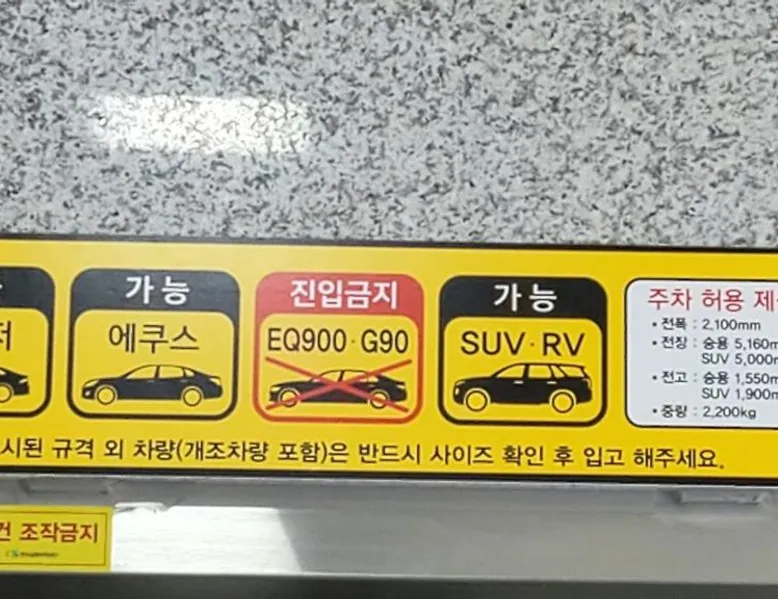 가능
에쿠스
진입금지
EQ900·G90
가능
SUV·RV
저
주차 허용 제
• 전폭 : 2,100mm
• 전장 : 승용 5,160m
SUV 5,000m
• 전고 : 승용 1,550m
SUV 1,900m
• 중량 : 2,200kg
시된 규격 외 차량(개조차량 포함)은 반드시 사이즈 확인 후 입고 해주세요.
건 조작금지